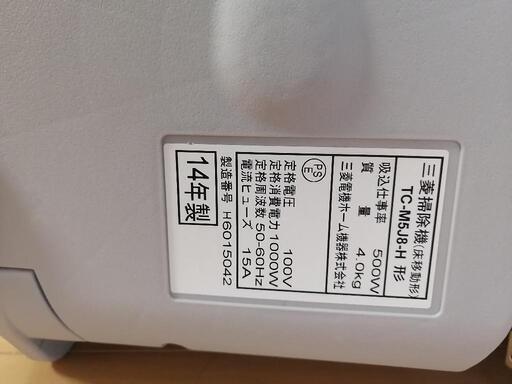 三菱掃除機(床移動形)
TC-M5J8-H 形
吸込仕事率 500W
質量 4.0kg
三菱電機ホーム機器株式会社
PS
E
定格電圧 100V
定格消費電力 1000W
定格周波数 50-60Hz
電流ヒューズ 15A
14年製
製造番号 H6015042